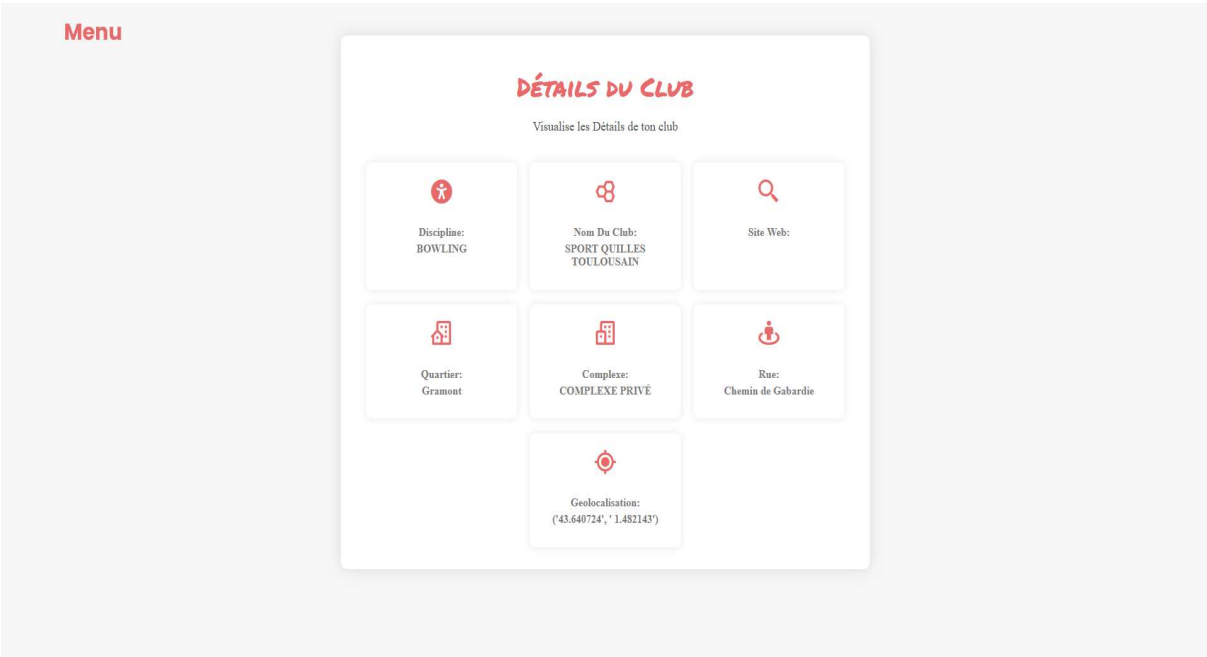 Menu
Détails du Club
Visualise les Détails de ton club
Discipline:
BOWLING
Nom Du Club:
SPORT QUILLES
TOULOUSAIN
Site Web:
Quartier:
Gramont
Complexe:
COMPLEXE PRIVÉ
Rue:
Chemin de Gabardie
Geolocalisation:
('43.640724', ' 1.482143')